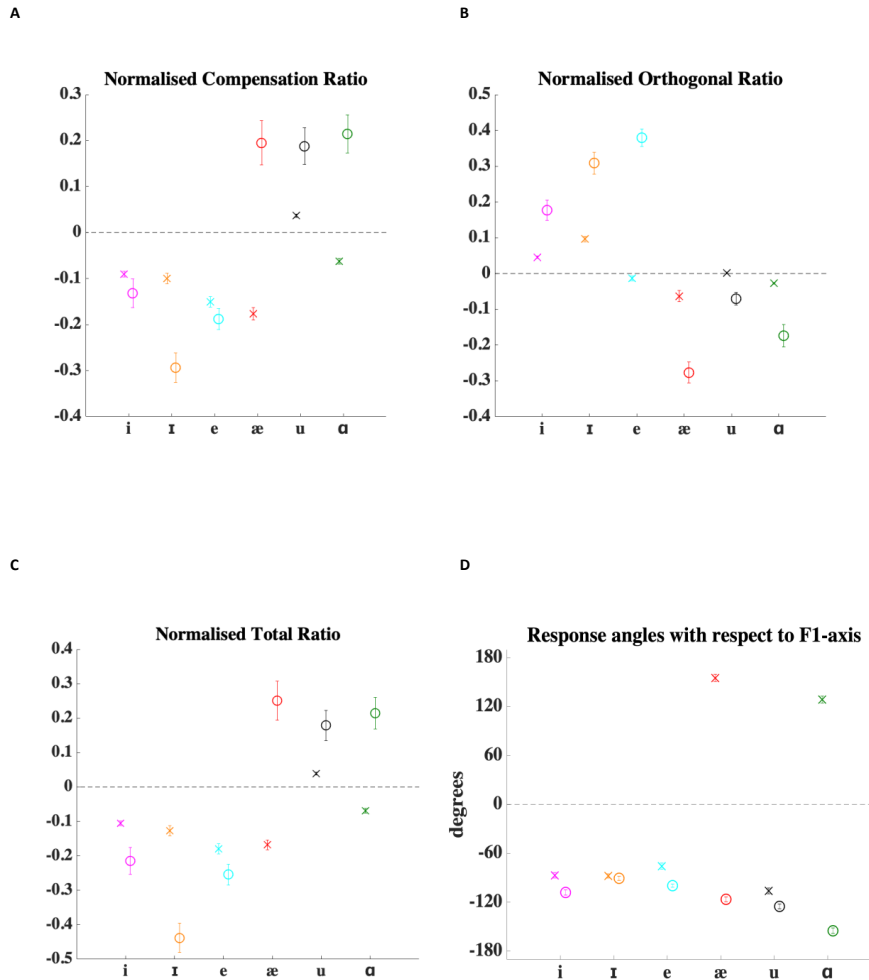 A
Normalised Compensation Ratio
0.3
0.2
0.1
0
-0.1
-0.2
-0.3
-0.4
i ɪ e æ u ɑ
B
Normalised Orthogonal Ratio
0.5
0.4
0.3
0.2
0.1
0
-0.1
-0.2
-0.3
-0.4
i ɪ e æ u ɑ
C
Normalised Total Ratio
0.4
0.3
0.2
0.1
0
-0.1
-0.2
-0.3
-0.4
-0.5
i ɪ e æ u ɑ
D
Response angles with respect to F1-axis
degrees
180
120
60
0
-60
-120
-180
i ɪ e æ u ɑ